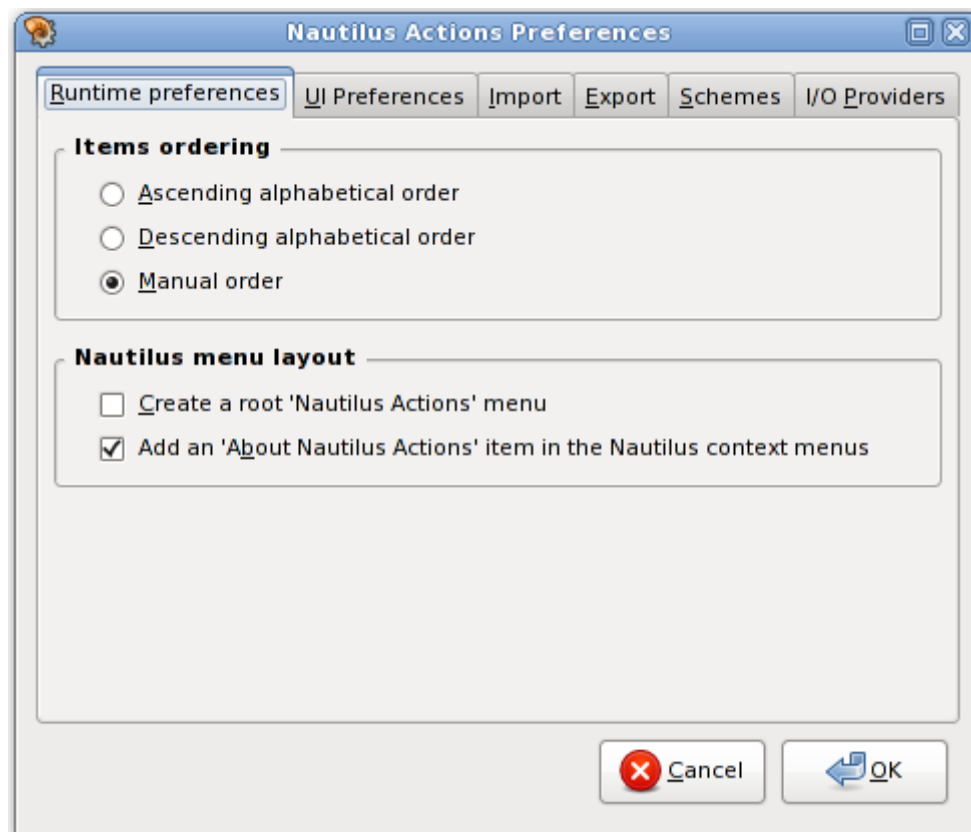 Nautilus Actions Preferences
Runtime preferences UI Preferences Import Export Schemes I/O Providers
Items ordering
Ascending alphabetical order
Descending alphabetical order
Manual order
Nautilus menu layout
Create a root 'Nautilus Actions' menu
Add an 'About Nautilus Actions' item in the Nautilus context menus
Cancel OK